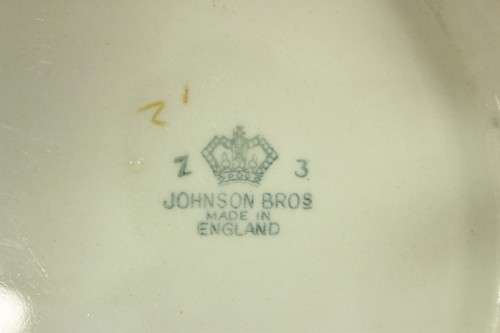 Z 3
JOHNSON BROS
MADE IN
ENGLAND